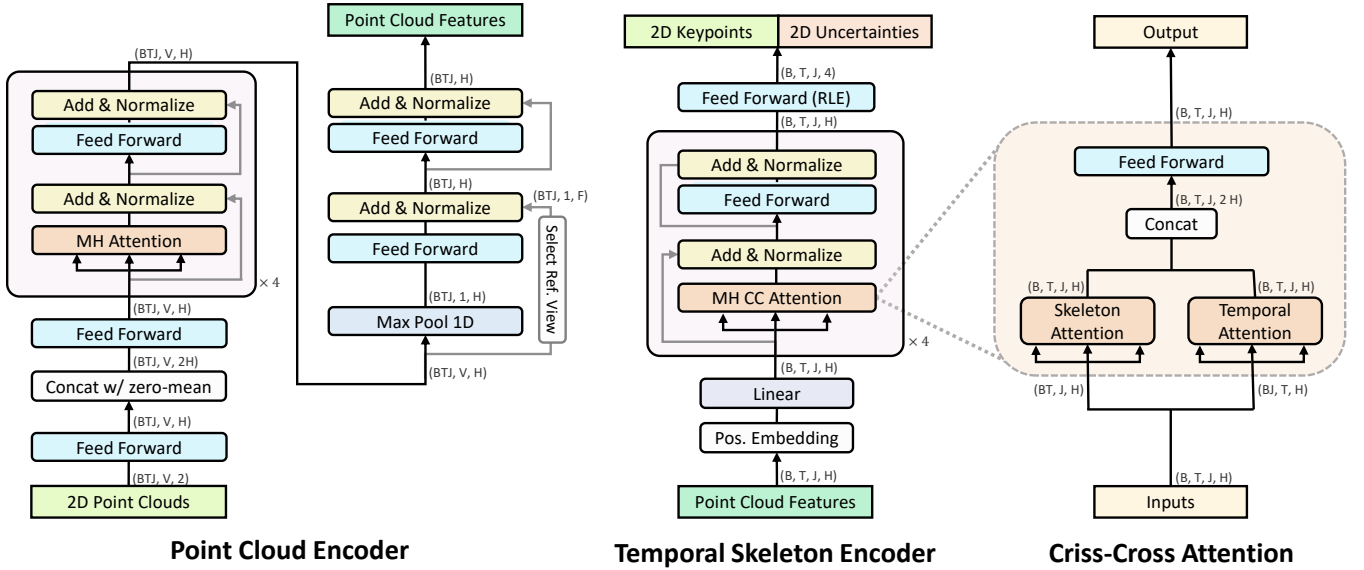 Point Cloud Features
(BTJ, H)
Add & Normalize
Feed Forward
(BTJ, H)
Add & Normalize
(BTJ, 1, F)
Feed Forward
Select Ref. View
(BTJ, 1, H)
Max Pool 1D
(BTJ, V, H)
(BTJ, V, H)
Add & Normalize
Feed Forward
Add & Normalize
MH Attention
× 4
(BTJ, V, H)
Feed Forward
(BTJ, V, 2H)
Concat w/ zero-mean
(BTJ, V, H)
Feed Forward
(BTJ, V, 2)
2D Point Clouds
Point Cloud Encoder
2D Keypoints
2D Uncertainties
(B, T, J, 4)
Feed Forward (RLE)
(B, T, J, H)
Add & Normalize
Feed Forward
Add & Normalize
MH CC Attention
× 4
(B, T, J, H)
Linear
Pos. Embedding
(B, T, J, H)
Point Cloud Features
Temporal Skeleton Encoder
Output
(B, T, J, H)
Feed Forward
(B, T, J, 2 H)
Concat
(B, T, J, H)
(B, T, J, H)
Skeleton
Attention
Temporal
Attention
(BT, J, H)
(BJ, T, H)
(B, T, J, H)
Inputs
Criss-Cross Attention